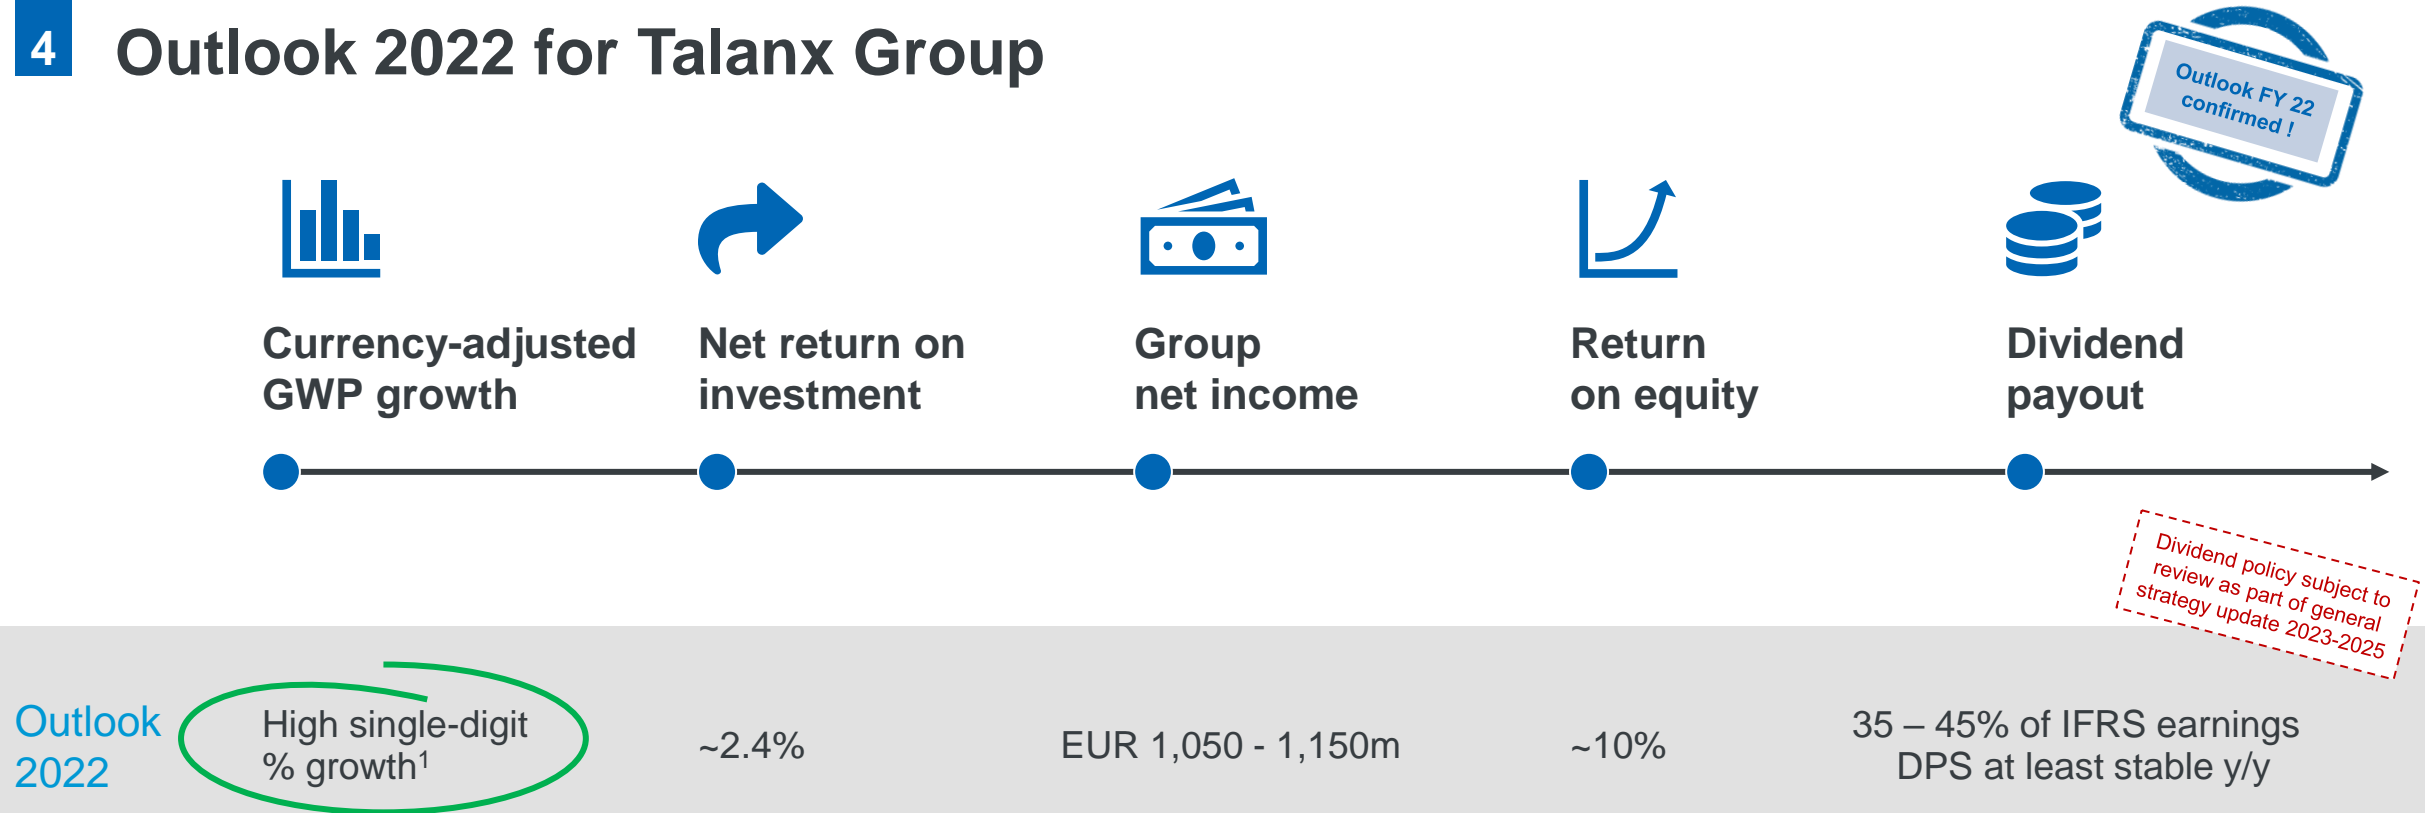 4
Outlook 2022 for Talanx Group
Outlook FY 22
confirmed !
Currency-adjusted
GWP growth
Net return on
investment
Group
net income
Return
on equity
Dividend
payout
Dividend policy subject to
review as part of general
strategy update 2023-2025
Outlook
2022
High single-digit
% growth¹
~2.4%
EUR 1,050 - 1,150m
~10%
35 – 45% of IFRS earnings
DPS at least stable y/y